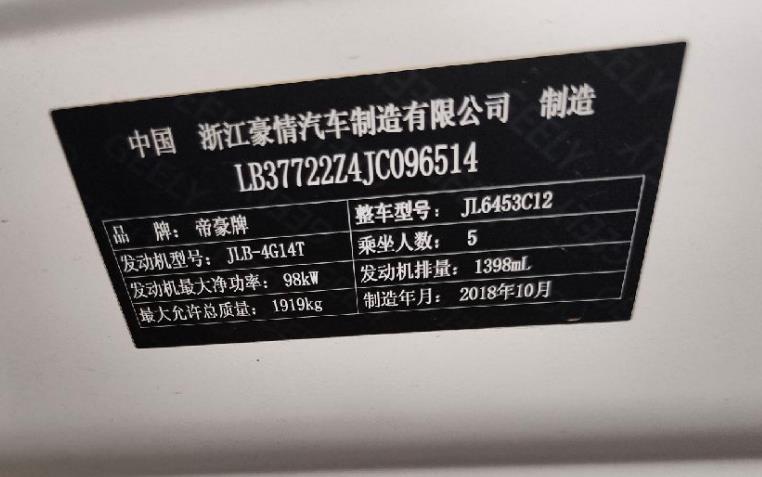 中国 浙江豪情汽车制造有限公司 制造
LB37722Z4JC096514
品 牌: 帝豪牌 整车型号: JL6453C12
发动机型号: JLB-4G14T 乘坐人数: 5
发动机最大净功率: 98kW 发动机排量: 1398mL
最大允许总质量: 1919kg 制造年月: 2018年10月